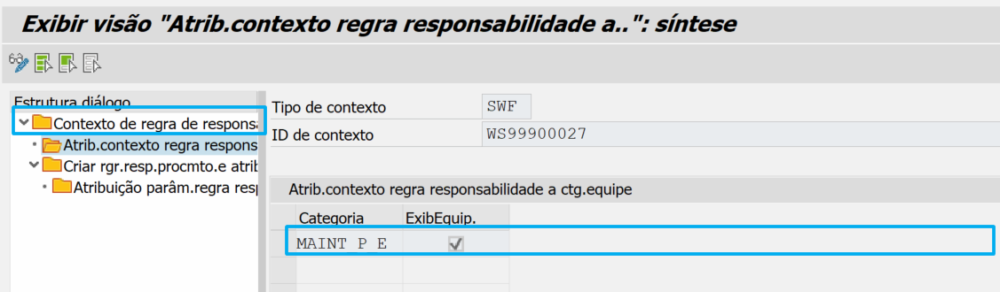 Exibir visão "Atrib.contexto regra responsabilidade a..": síntese
Estrutura diálogo
Contexto de regra de responsa
Atrib.contexto regra respons
Criar rgr.resp.procmto.e atrib
Atribuição parâm.regra resp
Tipo de contexto SWF
ID de contexto WS99900027
Atrib.contexto regra responsabilidade a ctg.equipe
Categoria ExibEquip.
MAINT P E